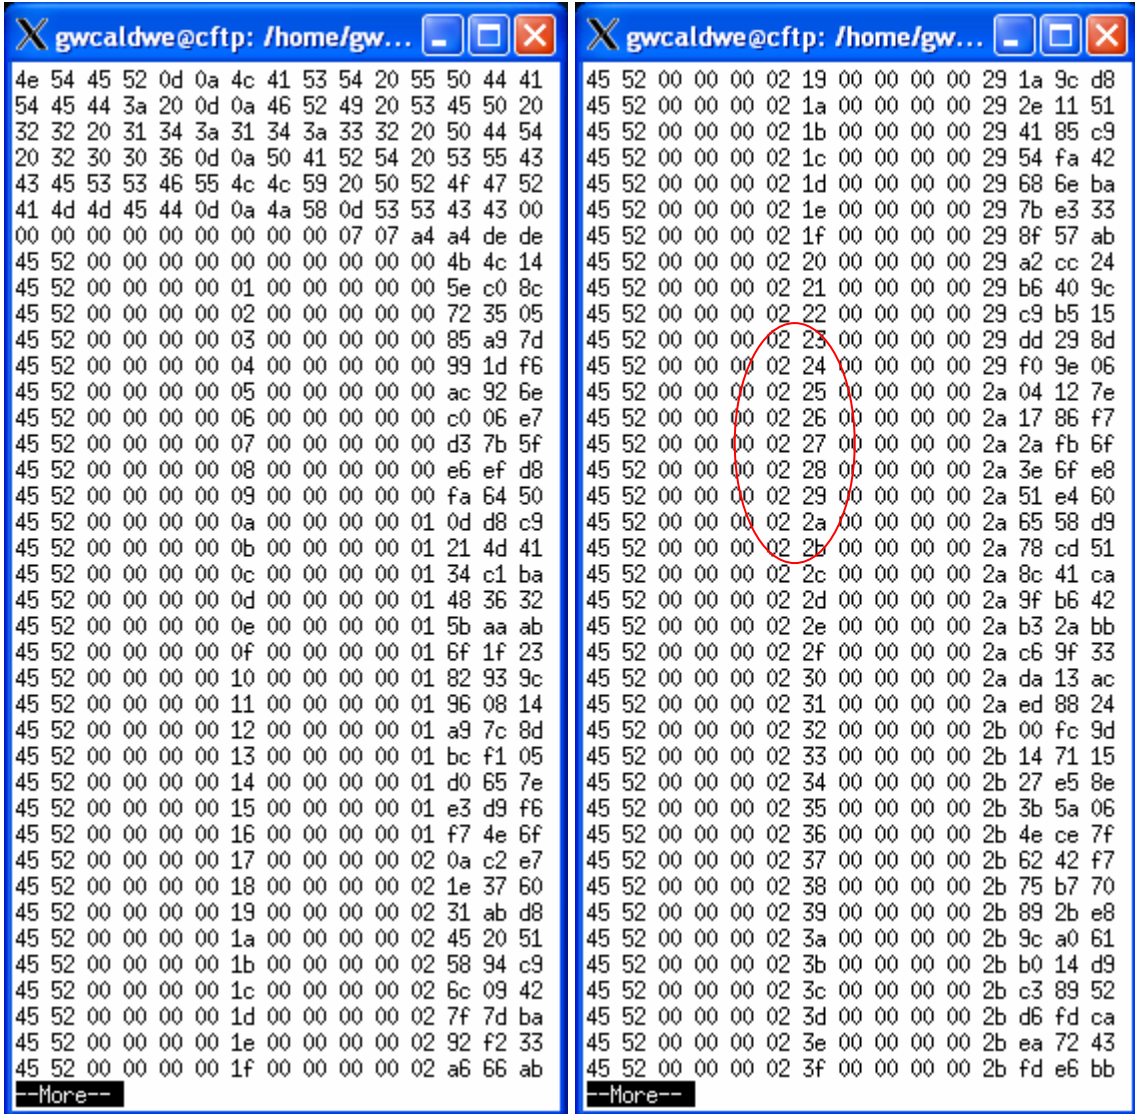 gwcaldwe@cftp: /home/gw...
4e 54 45 52 0d 0a 4c 41 53 54 20 55 50 44 41
54 45 44 3a 20 0d 0a 46 52 49 20 53 45 50 20
32 32 20 31 34 3a 31 34 3a 33 32 20 50 44 54
20 32 30 30 36 0d 0a 50 41 52 54 20 53 55 43
43 45 53 53 46 55 4c 4c 59 20 50 52 4f 47 52
41 4d 4d 45 44 0d 0a 4a 58 0d 53 53 43 43 00
00 00 00 00 00 00 00 00 00 07 07 a4 a4 de de
45 52 00 00 00 00 00 00 00 00 00 00 4b 4c 14
45 52 00 00 00 00 01 00 00 00 00 00 5e c0 8c
45 52 00 00 00 00 02 00 00 00 00 00 72 35 05
45 52 00 00 00 00 03 00 00 00 00 00 85 a9 7d
45 52 00 00 00 00 04 00 00 00 00 00 99 1d f6
45 52 00 00 00 00 05 00 00 00 00 00 ac 92 6e
45 52 00 00 00 00 06 00 00 00 00 00 c0 06 e7
45 52 00 00 00 00 07 00 00 00 00 00 d3 7b 5f
45 52 00 00 00 00 08 00 00 00 00 00 e6 ef d8
45 52 00 00 00 00 09 00 00 00 00 00 fa 64 50
45 52 00 00 00 00 0a 00 00 00 00 01 0d d8 c9
45 52 00 00 00 00 0b 00 00 00 00 01 21 4d 41
45 52 00 00 00 00 0c 00 00 00 00 01 34 c1 ba
45 52 00 00 00 00 0d 00 00 00 00 01 48 36 32
45 52 00 00 00 00 0e 00 00 00 00 01 5b aa ab
45 52 00 00 00 00 0f 00 00 00 00 01 6f 1f 23
45 52 00 00 00 00 10 00 00 00 00 01 82 93 9c
45 52 00 00 00 00 11 00 00 00 00 01 96 08 14
45 52 00 00 00 00 12 00 00 00 00 01 a9 7c 8d
45 52 00 00 00 00 13 00 00 00 00 01 bc f1 05
45 52 00 00 00 00 14 00 00 00 00 01 d0 65 7e
45 52 00 00 00 00 15 00 00 00 00 01 e3 d9 f6
45 52 00 00 00 00 16 00 00 00 00 01 f7 4e 6f
45 52 00 00 00 00 17 00 00 00 00 02 0a c2 e7
45 52 00 00 00 00 18 00 00 00 00 02 1e 37 60
45 52 00 00 00 00 19 00 00 00 00 02 31 ab d8
45 52 00 00 00 00 1a 00 00 00 00 02 45 20 51
45 52 00 00 00 00 1b 00 00 00 00 02 58 94 c9
45 52 00 00 00 00 1c 00 00 00 00 02 6c 09 42
45 52 00 00 00 00 1d 00 00 00 00 02 7f 7d ba
45 52 00 00 00 00 1e 00 00 00 00 02 92 f2 33
45 52 00 00 00 00 1f 00 00 00 00 02 a6 66 ab
--More--
gwcaldwe@cftp: /home/gw...
45 52 00 00 00 02 19 00 00 00 00 29 1a 9c d8
45 52 00 00 00 02 1a 00 00 00 00 29 2e 11 51
45 52 00 00 00 02 1b 00 00 00 00 29 41 85 c9
45 52 00 00 00 02 1c 00 00 00 00 29 54 fa 42
45 52 00 00 00 02 1d 00 00 00 00 29 68 6e ba
45 52 00 00 00 02 1e 00 00 00 00 29 7b e3 33
45 52 00 00 00 02 1f 00 00 00 00 29 8f 57 ab
45 52 00 00 00 02 20 00 00 00 00 29 a2 cc 24
45 52 00 00 00 02 21 00 00 00 00 29 b6 40 9c
45 52 00 00 00 02 22 00 00 00 00 29 c9 b5 15
45 52 00 00 00 02 23 00 00 00 00 29 dd 29 8d
45 52 00 00 00 02 24 00 00 00 00 29 f0 9e 06
45 52 00 00 00 02 25 00 00 00 00 2a 04 12 7e
45 52 00 00 00 02 26 00 00 00 00 2a 17 86 f7
45 52 00 00 00 02 27 00 00 00 00 2a 2a fb 6f
45 52 00 00 00 02 28 00 00 00 00 2a 3e 6f e8
45 52 00 00 00 02 29 00 00 00 00 2a 51 e4 60
45 52 00 00 00 02 2a 00 00 00 00 2a 65 58 d9
45 52 00 00 00 02 2b 00 00 00 00 2a 78 cd 51
45 52 00 00 00 02 2c 00 00 00 00 2a 8c 41 ca
45 52 00 00 00 02 2d 00 00 00 00 2a 9f b6 42
45 52 00 00 00 02 2e 00 00 00 00 2a b3 2a bb
45 52 00 00 00 02 2f 00 00 00 00 2a c6 9f 33
45 52 00 00 00 02 30 00 00 00 00 2a da 13 ac
45 52 00 00 00 02 31 00 00 00 00 2a ed 88 24
45 52 00 00 00 02 32 00 00 00 00 2b 00 fc 9d
45 52 00 00 00 02 33 00 00 00 00 2b 14 71 15
45 52 00 00 00 02 34 00 00 00 00 2b 27 e5 8e
45 52 00 00 00 02 35 00 00 00 00 2b 3b 5a 06
45 52 00 00 00 02 36 00 00 00 00 2b 4e ce 7f
45 52 00 00 00 02 37 00 00 00 00 2b 62 42 f7
45 52 00 00 00 02 38 00 00 00 00 2b 75 b7 70
45 52 00 00 00 02 39 00 00 00 00 2b 89 2b e8
45 52 00 00 00 02 3a 00 00 00 00 2b 9c a0 61
45 52 00 00 00 02 3b 00 00 00 00 2b b0 14 d9
45 52 00 00 00 02 3c 00 00 00 00 2b c3 89 52
45 52 00 00 00 02 3d 00 00 00 00 2b d6 fd ca
45 52 00 00 00 02 3e 00 00 00 00 2b ea 72 43
45 52 00 00 00 02 3f 00 00 00 00 2b fd e6 bb
--More--